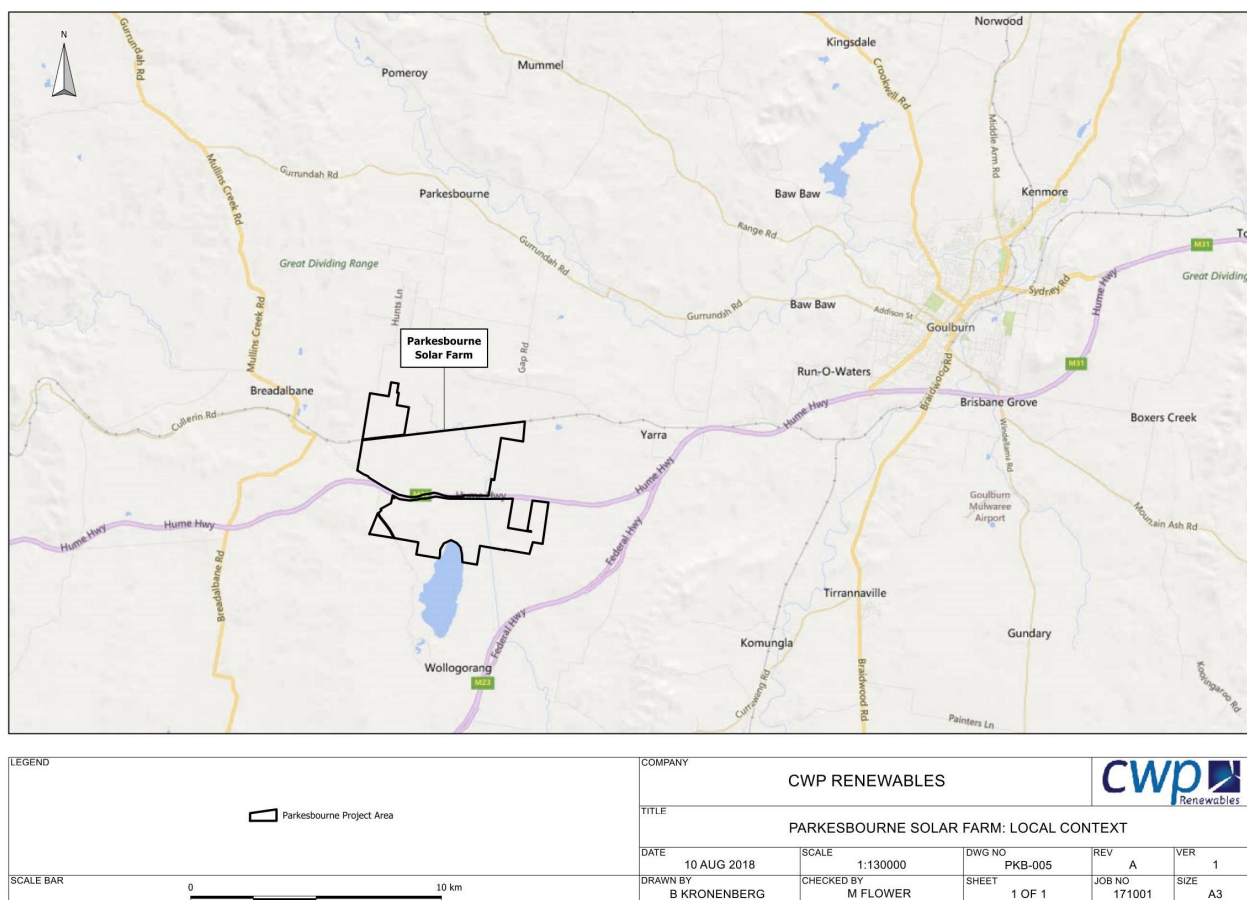 N
Gurrundah Rd
Norwood
Kingsdale
Mummel
Pomeroy
Crookwell Rd
Middle Arm Rd
Mullins Creek Rd
Gurrundah Rd
Parkesbourne
Baw Baw
Kenmore
Range Rd
Gurrundah Rd
M31
Great Dividing Range
Great Dividing
Sydney Rd
Hume Hwy
Hunts Ln
Mullins Creek Rd
Gurrundah Rd
Baw Baw
Addison St
Goulburn
Parkesbourne
Solar Farm
Gap Rd
M31
Run-O-Waters
Breadalbane
Braidwood Rd
Brisbane Grove
Boxers Creek
Cullerin Rd
Hume Hwy
Yarra
Windellama Rd
Hume Hwy
Hume Hwy
Goulburn
Mulwaree
Airport
Mountain Ash Rd
Hume Hwy
Hume Hwy
Federal Hwy
Breadalbane Rd
Tirrannaville
Federal Hwy
Gundary
Komungla
Wollogorang
M23
Currawang Rd
Braidwood Rd
Kooringaroo Rd
Painters Ln
LEGEND
Parkesbourne Project Area
SCALE BAR
0 10 km
COMPANY
CWP RENEWABLES
CWP
Renewables
TITLE
PARKESBOURNE SOLAR FARM: LOCAL CONTEXT
DATE SCALE DWG NO REV VER
10 AUG 2018 1:130000 PKB-005 A 1
DRAWN BY CHECKED BY SHEET JOB NO SIZE
B KRONENBERG M FLOWER 1 OF 1 171001 A3